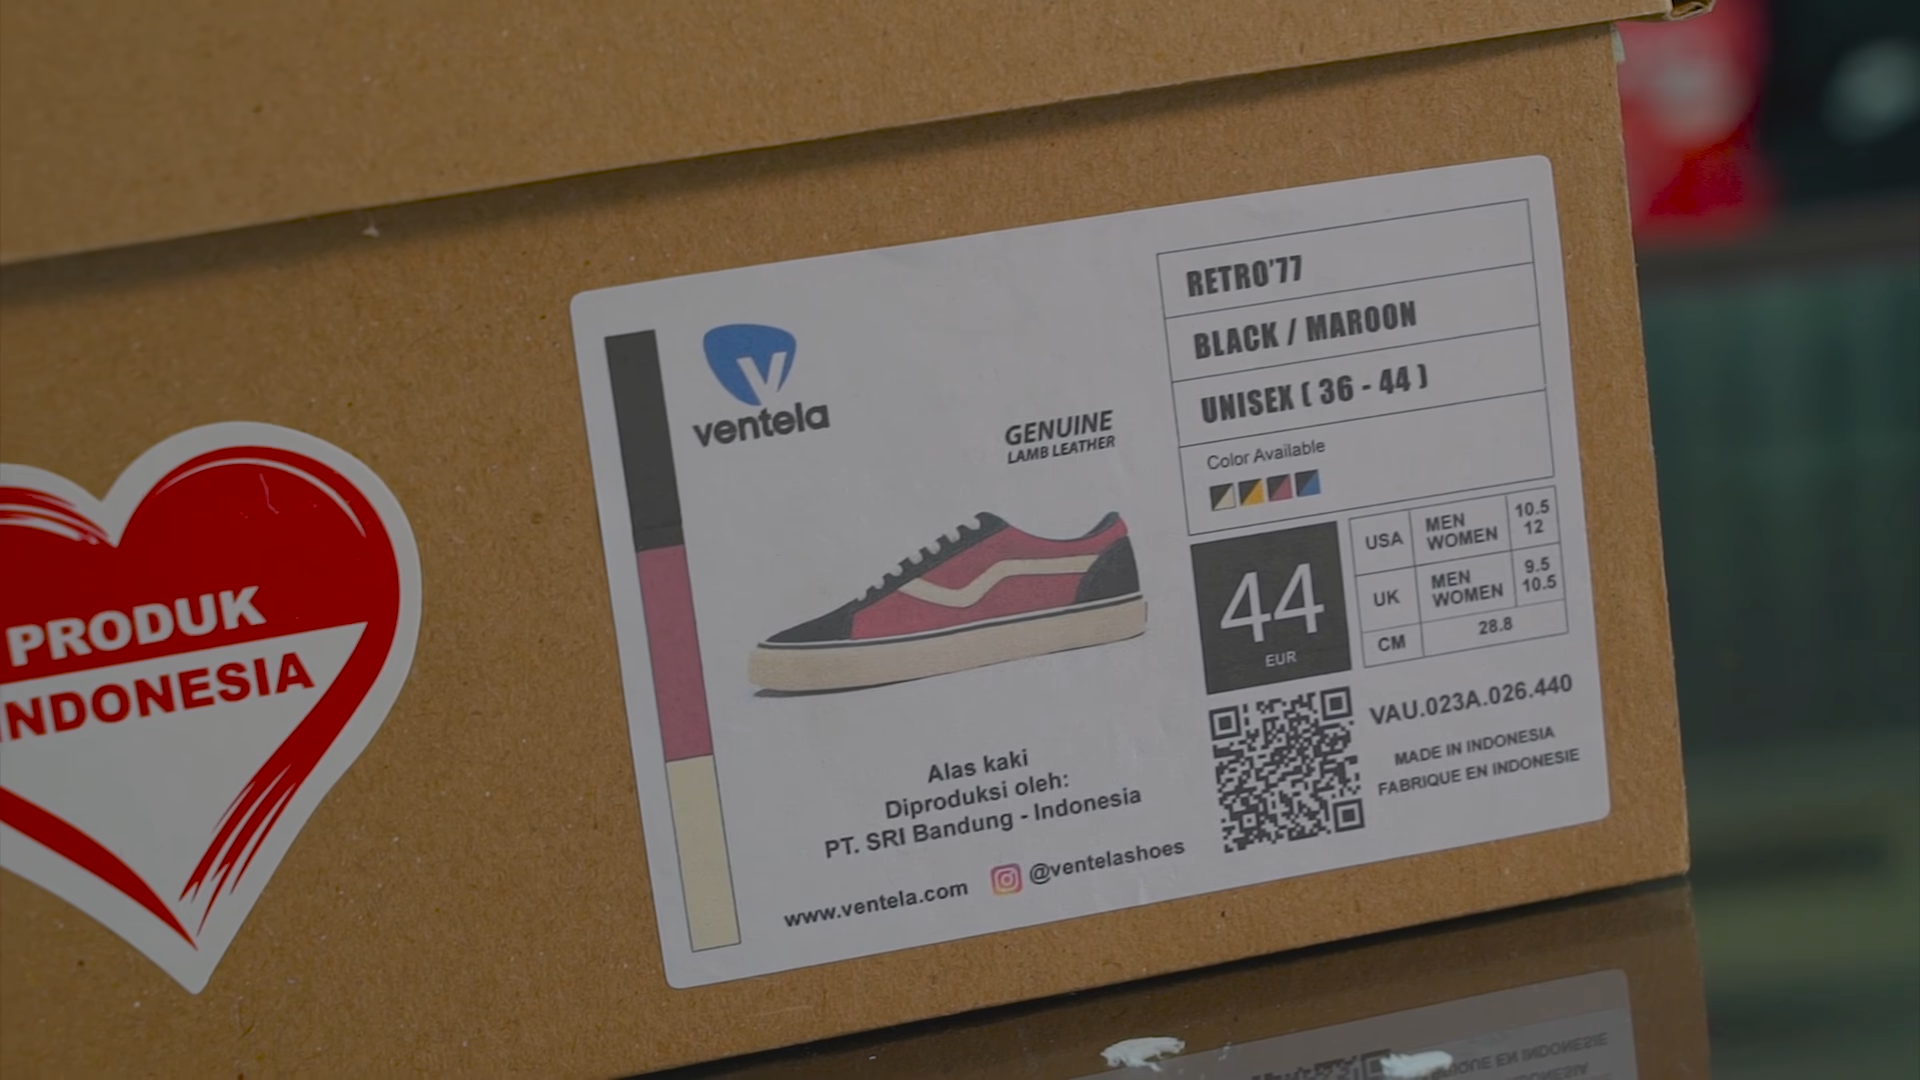 PRODUK
INDONESIA
ventela
GENUINE
LAMB LEATHER
Alas kaki
Diproduksi oleh:
PT. SRI Bandung - Indonesia
www.ventela.com
@ventelashoes
RETRO'77
BLACK / MAROON
UNISEX ( 36 - 44 )
Color Available
44
EUR
USA MEN 10.5
WOMEN 12
UK MEN 9.5
WOMEN 10.5
CM 28.8
VAU.023A.026.440
MADE IN INDONESIA
FABRIQUE EN INDONESIE